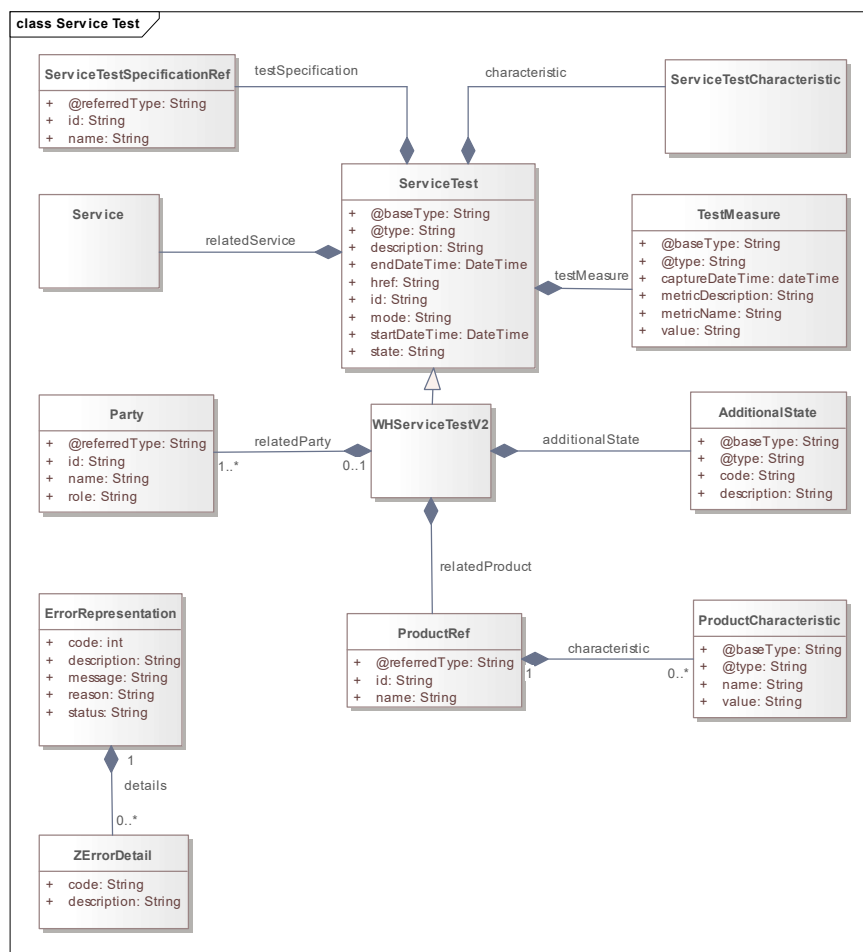 class Service Test
ServiceTestSpecificationRef
+ @referredType: String
+ id: String
+ name: String
testSpecification
characteristic
ServiceTestCharacteristic
Service
relatedService
ServiceTest
+ @baseType: String
+ @type: String
+ description: String
+ endDateTime: DateTime
+ href: String
+ id: String
+ mode: String
+ startDateTime: DateTime
+ state: String
testMeasure
TestMeasure
+ @baseType: String
+ @type: String
+ captureDateTime: dateTime
+ metricDescription: String
+ metricName: String
+ value: String
Party
+ @referredType: String
+ id: String
+ name: String
+ role: String
relatedParty
1..*
0..1
WHServiceTestV2
additionalState
AdditionalState
+ @baseType: String
+ @type: String
+ code: String
+ description: String
relatedProduct
ErrorRepresentation
+ code: int
+ description: String
+ message: String
+ reason: String
+ status: String
ProductRef
+ @referredType: String
+ id: String
+ name: String
characteristic
1
0..*
ProductCharacteristic
+ @baseType: String
+ @type: String
+ name: String
+ value: String
1
details
0..*
ZErrorDetail
+ code: String
+ description: String